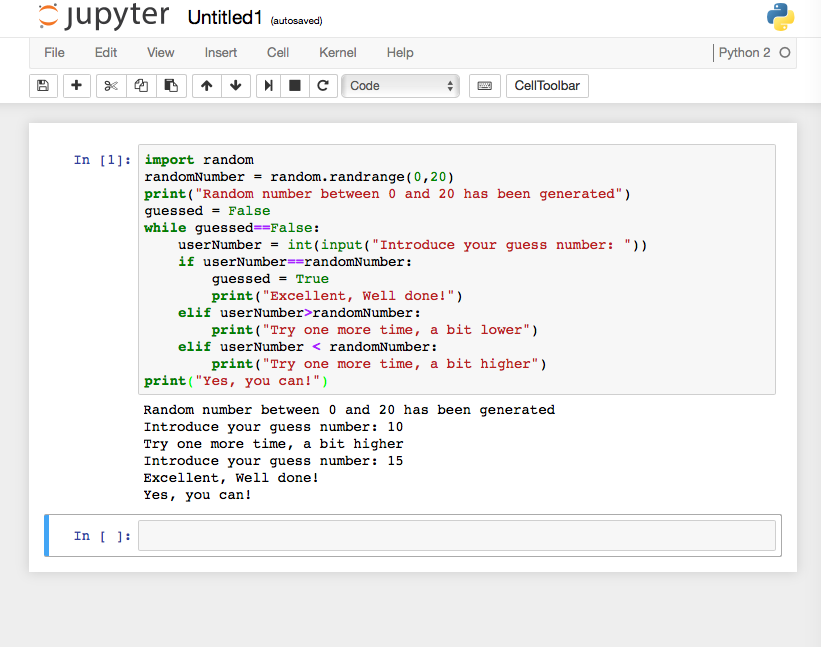 jupyter Untitled1 (autosaved)
File Edit View Insert Cell Kernel Help Python 2
Code CellToolbar
In [1]: import random
randomNumber = random.randrange(0,20)
print("Random number between 0 and 20 has been generated")
guessed = False
while guessed==False:
    userNumber = int(input("Introduce your guess number: "))
    if userNumber==randomNumber:
        guessed = True
        print("Excellent, Well done!")
    elif userNumber>randomNumber:
        print("Try one more time, a bit lower")
    elif userNumber < randomNumber:
        print("Try one more time, a bit higher")
print("Yes, you can!")
Random number between 0 and 20 has been generated
Introduce your guess number: 10
Try one more time, a bit higher
Introduce your guess number: 15
Excellent, Well done!
Yes, you can!
In [ ]: